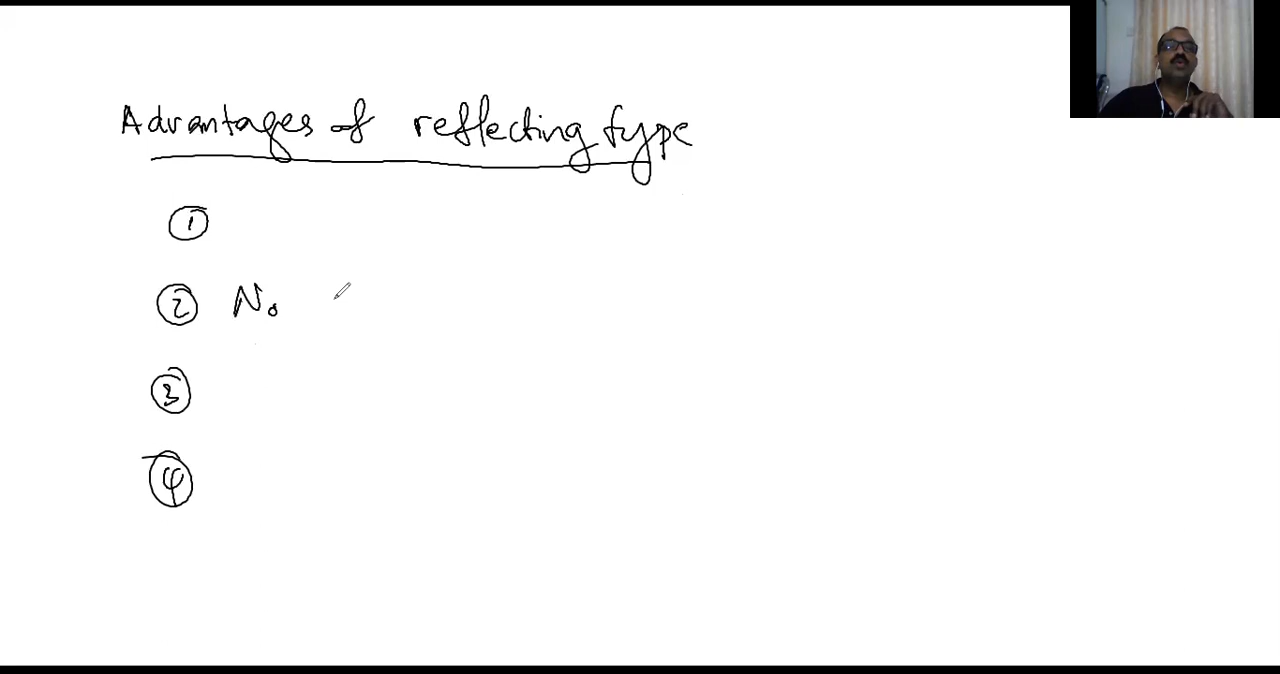 Advantages of reflecting type
①
② No
③
④